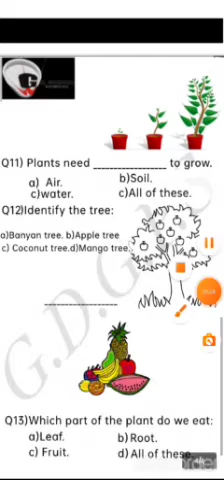 Q11) Plants need ______________ to grow.
a) Air. b)Soil.
c)water. c)All of these.
Q12)Identify the tree:
a)Banyan tree. b)Apple tree
c) Coconut tree.d)Mango tree.
______________
Q13)Which part of the plant do we eat:
a)Leaf. b) Root.
c) Fruit. d) All of these.